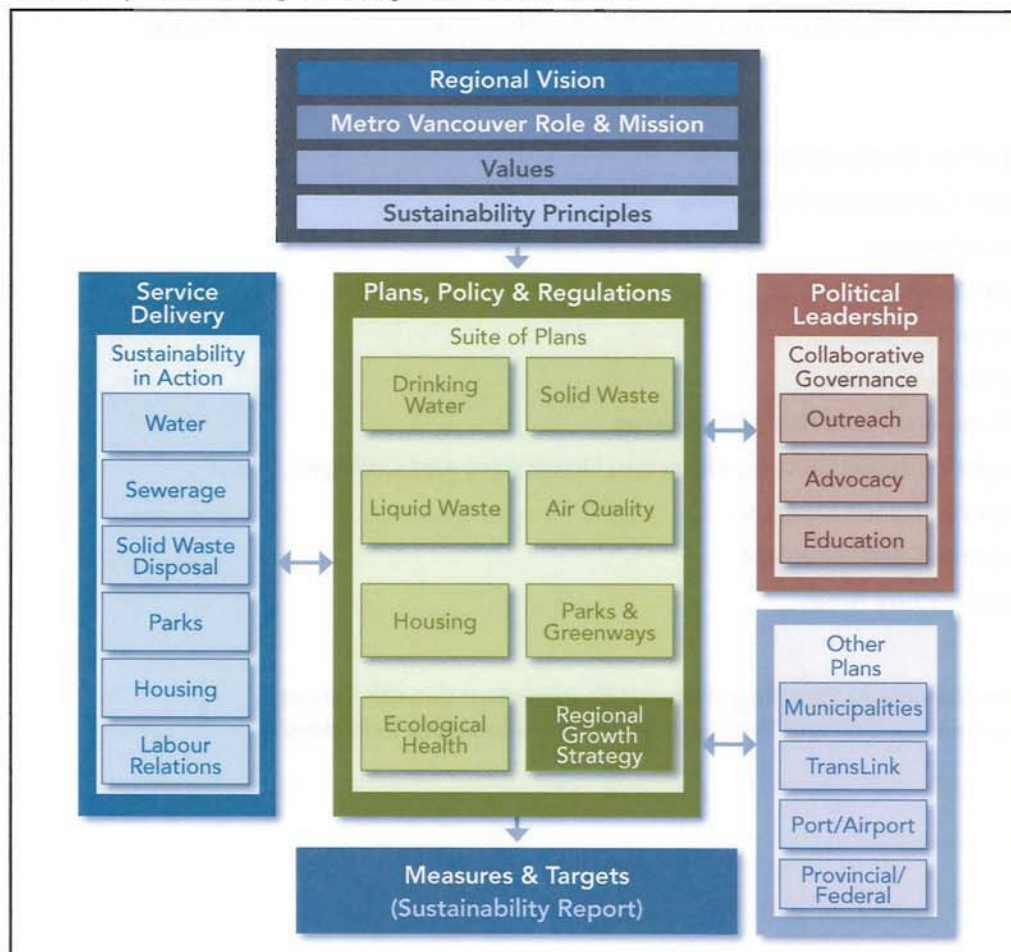 Regional Vision
Metro Vancouver Role & Mission
Values
Sustainability Principles
Service
Delivery
Sustainability
in Action
Water
Sewerage
Solid Waste
Disposal
Parks
Housing
Labour
Relations
Plans, Policy & Regulations
Suite of Plans
Drinking
Water
Solid Waste
Liquid Waste
Air Quality
Housing
Parks &
Greenways
Ecological
Health
Regional
Growth
Strategy
Political
Leadership
Collaborative
Governance
Outreach
Advocacy
Education
Other
Plans
Municipalities
TransLink
Port/Airport
Provincial/
Federal
Measures & Targets
(Sustainability Report)